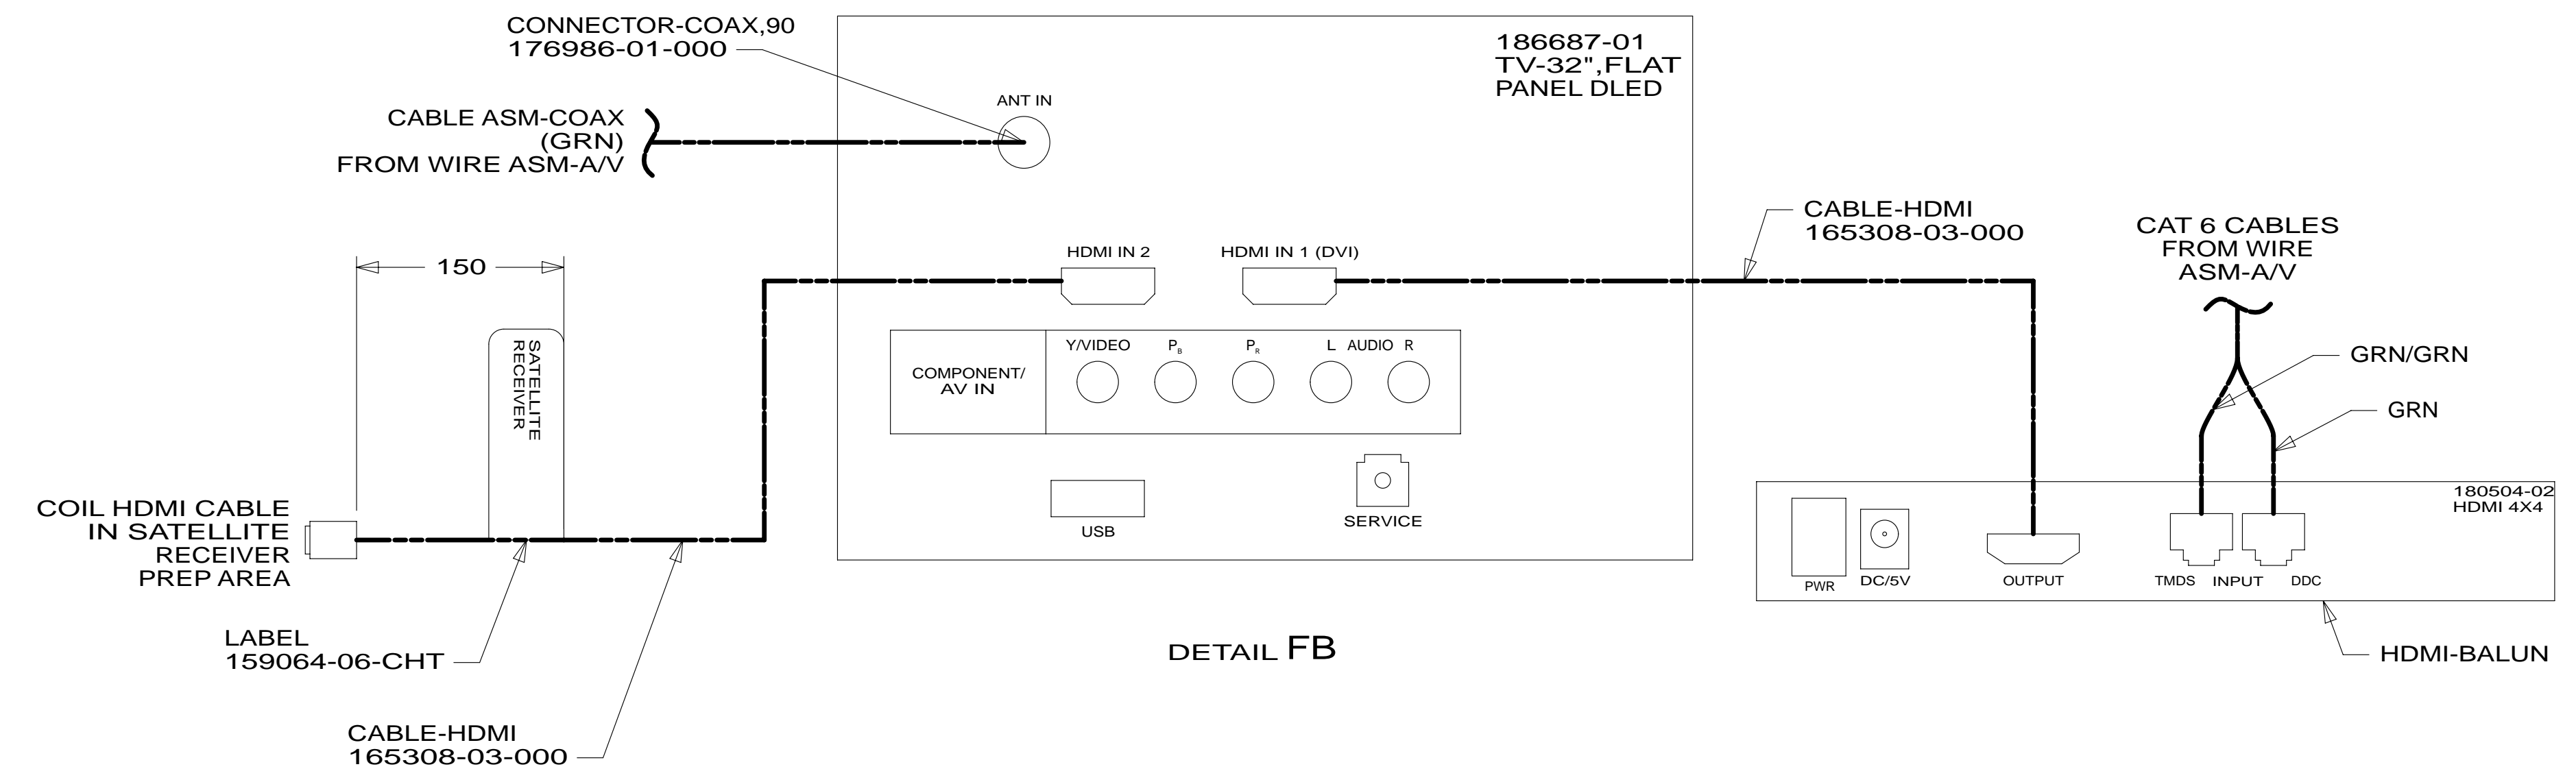 CONNECTOR-COAX,90
176986-01-000
186687-01
TV-32",FLAT
PANEL DLED
ANT IN
CABLE ASM-COAX
(GRN)
FROM WIRE ASM-A/V
CABLE-HDMI
165308-03-000
CAT 6 CABLES
FROM WIRE
ASM-A/V
150
HDMI IN 2
HDMI IN 1 (DVI)
SATELLITE
RECEIVER
Y/VIDEO
PB
PR
L AUDIO R
COMPONENT/
AV IN
GRN/GRN
GRN
USB
SERVICE
COIL HDMI CABLE
IN SATELLITE
RECEIVER
PREP AREA
180504-02
HDMI 4X4
PWR
DC/5V
OUTPUT
TMDS INPUT DDC
LABEL
159064-06-CHT
DETAIL FB
HDMI-BALUN
CABLE-HDMI
165308-03-000